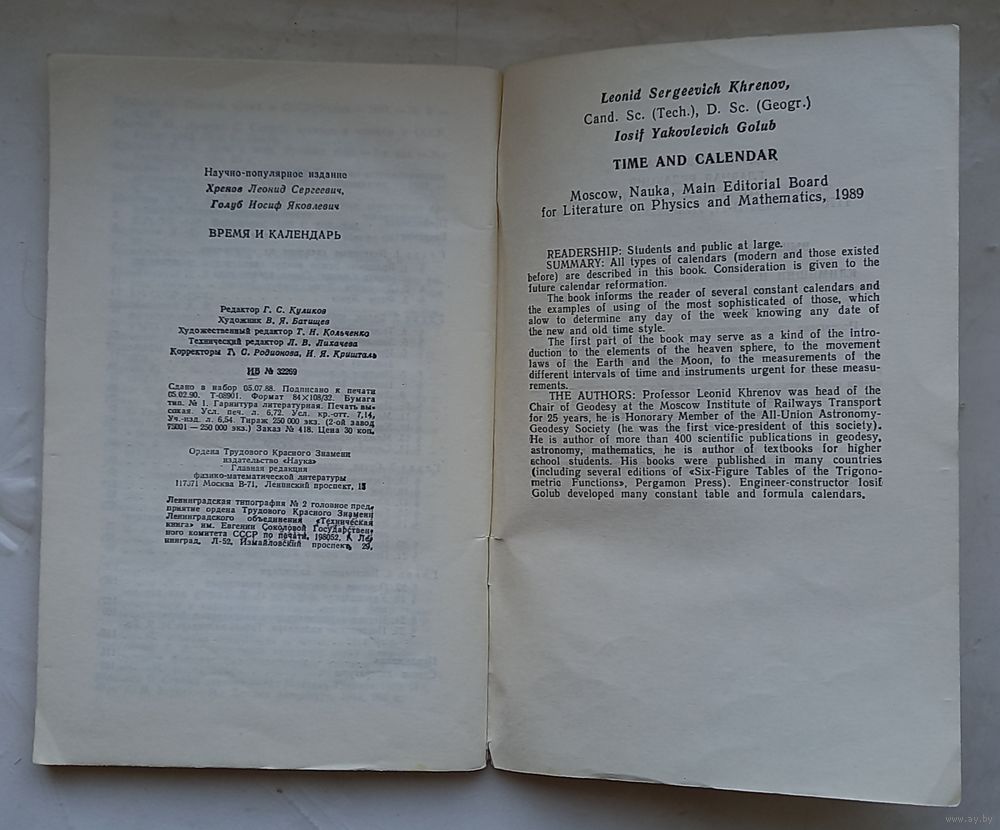 Научно-популярное издание
Хренов Леонид Сергеевич,
Голуб Иосиф Яковлевич
ВРЕМЯ И КАЛЕНДАРЬ
Редактор Г. С. Куликов
Художник В. Я. Батищев
Художественный редактор Т. Н. Кольченко
Технический редактор Л. В. Лихачева
Корректоры Т. С. Родионова, И. Я. Кришталь
ИБ № 32269
Сдано в набор 05.07.88. Подписано к печати
05.02.90. Т-08901. Формат 84×108/32. Бумага
тип. № 1. Гарнитура литературная. Печать вы-
сокая. Усл. печ. л. 6,72. Усл. кр.-отт. 7,14.
Уч.-изд. л. 6,54. Тираж 250 000 экз. (2-ой завод
75001—250 000 экз.) Заказ № 418. Цена 30 коп.
Ордена Трудового Красного Знамени
издательство «Наука»
Главная редакция
физико-математической литературы
117071 Москва В-71, Ленинский проспект, 15
Ленинградская типография № 2 головное пред-
приятие ордена Трудового Красного Знамени
Ленинградского объединения «Техническая
книга» им. Евгении Соколовой Государствен-
ного комитета СССР по печати. 198052, г. Ле-
нинград, Л-52, Измайловский проспект, 29.
Leonid Sergeevich Khrenov,
Cand. Sc. (Tech.), D. Sc. (Geogr.)
Iosif Yakovlevich Golub
TIME AND CALENDAR
Moscow, Nauka, Main Editorial Board
for Literature on Physics and Mathematics, 1989
READERSHIP: Students and public at large.
SUMMARY: All types of calendars (modern and those existed
before) are described in this book. Consideration is given to the
future calendar reformation.
The book informs the reader of several constant calendars and
the examples of using of the most sophisticated of those, which
alow to determine any day of the week knowing any date of
the new and old time style.
The first part of the book may serve as a kind of the intro-
duction to the elements of the heaven sphere, to the movement
laws of the Earth and the Moon, to the measurements of the
different intervals of time and instruments urgent for these measu-
rements.
THE AUTHORS: Professor Leonid Khrenov was head of the
Chair of Geodesy at the Moscow Institute of Railways Transport
for 25 years, he is Honorary Member of the All-Union Astronomy-
Geodesy Society (he was the first vice-president of this society).
He is author of more than 400 scientific publications in geodesy,
astronomy, mathematics, he is author of textbooks for higher
school students. His books were published in many countries
(including several editions of «Six-Figure Tables of the Trigono-
metric Functions», Pergamon Press). Engineer-constructor Iosif
Golub developed many constant table and formula calendars.
www.ay.by